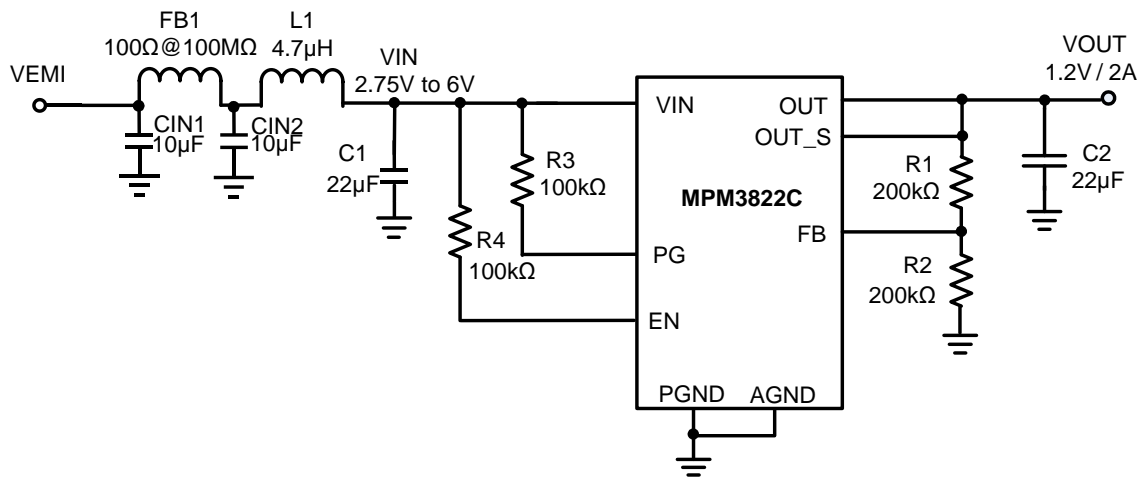 FB1
100Ω@100MΩ
L1
4.7µH
VIN
2.75V to 6V
VEMI
CIN1
10µF
CIN2
10µF
C1
22µF
R3
100kΩ
R4
100kΩ
VIN
PG
EN
MPM3822C
OUT
OUT_S
FB
PGND
AGND
R1
200kΩ
R2
200kΩ
C2
22µF
VOUT
1.2V / 2A